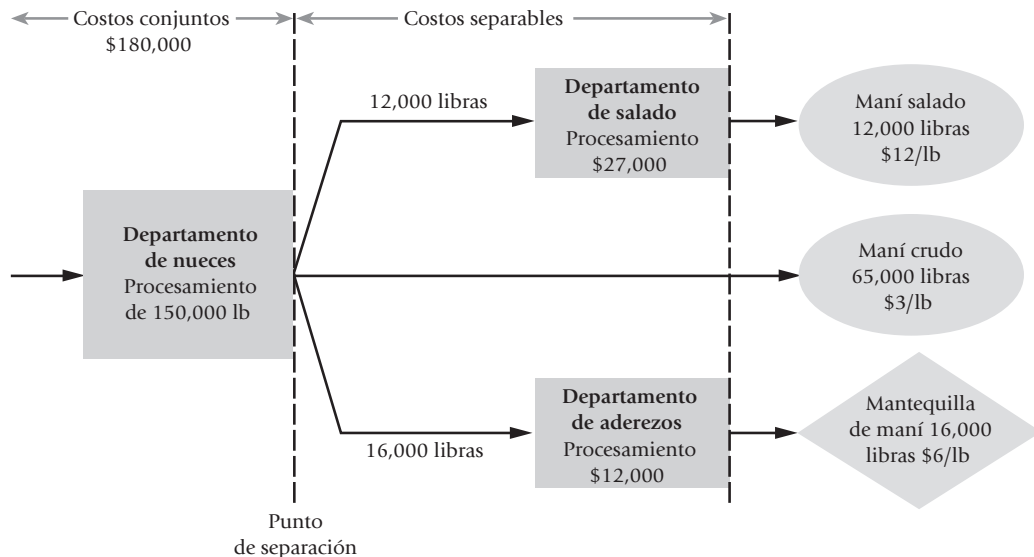 Costos conjuntos
$180,000
Costos separables
12,000 libras
Departamento
de salado
Procesamiento
$27,000
Maní salado
12,000 libras
$12/lb
Departamento
de nueces
Procesamiento
de 150,000 lb
Maní crudo
65,000 libras
$3/lb
16,000 libras
Departamento
de aderezos
Procesamiento
$12,000
Mantequilla
de maní 16,000
libras $6/lb
Punto
de separación